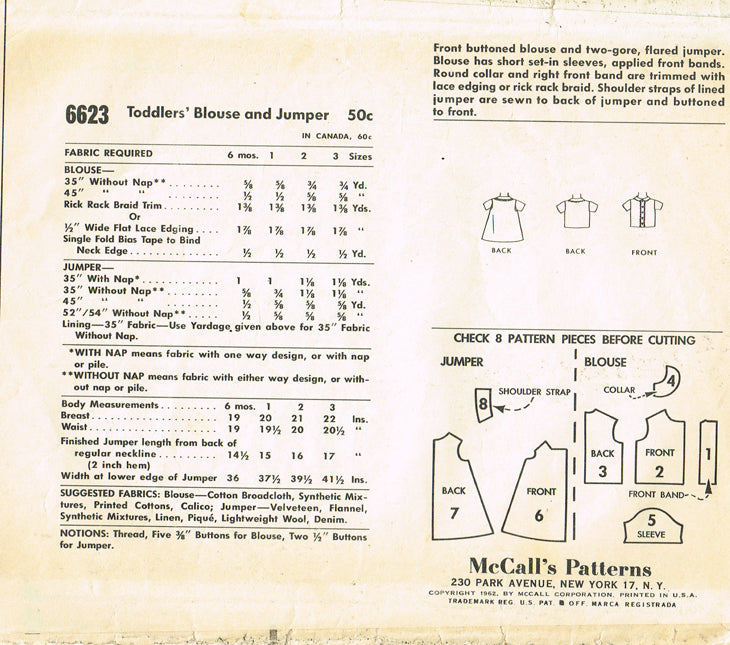 6623 Toddlers' Blouse and Jumper 50c
IN CANADA, 60c
FABRIC REQUIRED 6 mos. 1 2 3 Sizes
BLOUSE—
35" Without Nap** ........ ⅝ ⅝ ¾ ¾ Yd.
45" " " ........ ½ ½ ⅝ ⅝ "
Rick Rack Braid Trim....... 1⅜ 1⅜ 1⅜ 1⅜ Yds.
Or
½" Wide Flat Lace Edging.... 1⅞ 1⅞ 1⅞ 1⅞ "
Single Fold Bias Tape to Bind
Neck Edge............. ½ ½ ½ ½ Yd.
JUMPER—
35" With Nap*........... 1 1 1⅛ 1⅛ Yds.
35" Without Nap**........ ⅝ ¾ 1⅛ 1⅛ "
45" " " ........ ½ ⅝ ⅝ ⅝ Yd.
52"/54" Without Nap**..... ½ ⅝ ⅝ ⅝ "
Lining—35" Fabric—Use Yardage given above for 35" Fabric
Without Nap.
*WITH NAP means fabric with one way design, or with nap
or pile.
**WITHOUT NAP means fabric with either way design, or with-
out nap or pile.
Body Measurements......... 6 mos. 1 2 3
Breast................. 19 20 21 22 Ins.
Waist................. 19 19½ 20 20½ "
Finished Jumper length from back of
regular neckline........... 14½ 15 16 17 "
(2 inch hem)
Width at lower edge of Jumper 36 37½ 39½ 41½ Ins.
SUGGESTED FABRICS: Blouse—Cotton Broadcloth, Synthetic Mix-
tures, Printed Cottons, Calico; Jumper—Velveteen, Flannel,
Synthetic Mixtures, Linen, Piqué, Lightweight Wool, Denim.
NOTIONS: Thread, Five ⅜" Buttons for Blouse, Two ½" Buttons
for Jumper.
Front buttoned blouse and two-gore, flared jumper.
Blouse has short set-in sleeves, applied front bands.
Round collar and right front band are trimmed with
lace edging or rick rack braid. Shoulder straps of lined
jumper are sewn to back of jumper and buttoned
to front.
BACK BACK FRONT
CHECK 8 PATTERN PIECES BEFORE CUTTING
JUMPER BLOUSE
8 SHOULDER STRAP
COLLAR 4
BACK 7
FRONT 6
BACK 3
FRONT 2
1
FRONT BAND
5
SLEEVE
McCall's Patterns
230 PARK AVENUE, NEW YORK 17, N. Y.
COPYRIGHT 1962, BY MCCALL CORPORATION. PRINTED IN U.S.A.
TRADEMARK REG. U.S. PAT. & OFF. MARCA REGISTRADA